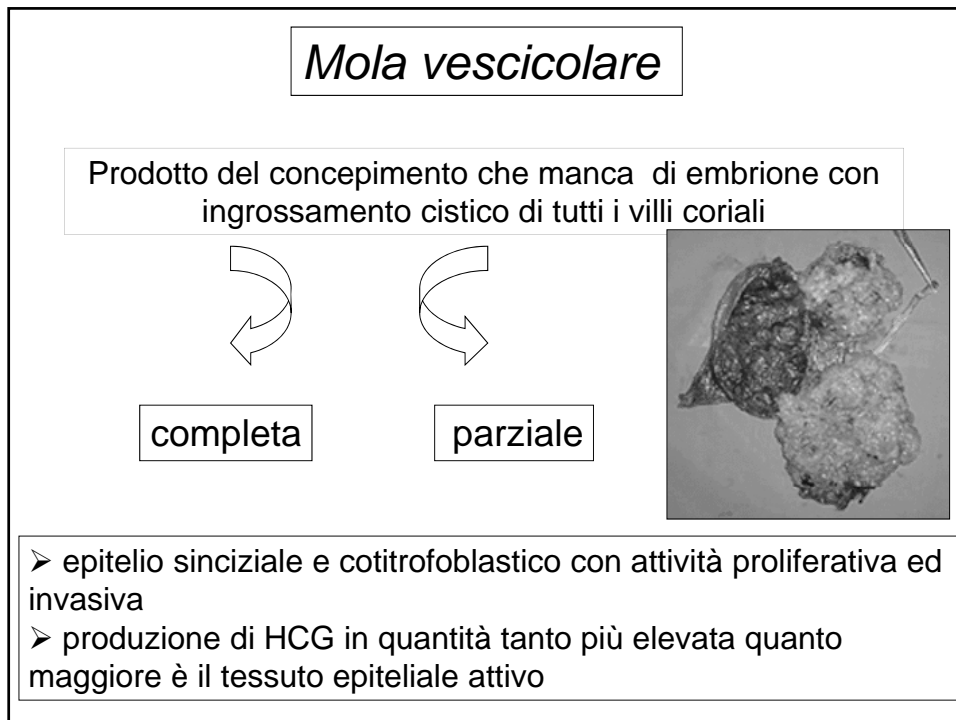 Mola vescicolare
Prodotto del concepimento che manca di embrione con
ingrossamento cistico di tutti i villi coriali
completa
parziale
➢ epitelio sinciziale e cotitrofoblastico con attività proliferativa ed
invasiva
➢ produzione di HCG in quantità tanto più elevata quanto
maggiore è il tessuto epiteliale attivo